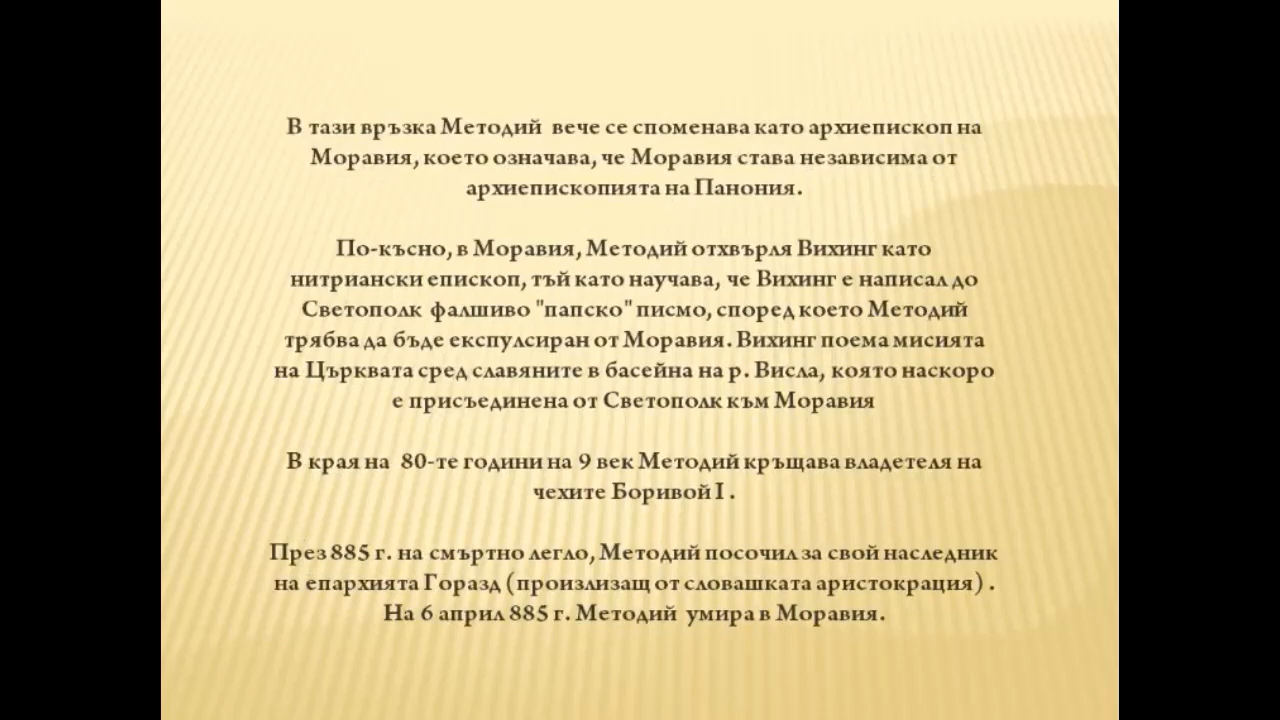 В тази връзка Методий  вече се споменава като архиепископ на
Моравия, което означава, че Моравия става независима от
архиепископията на Панония.
По-късно, в Моравия, Методий отхвърля Вихинг като
нитриански епископ, тъй като научава, че Вихинг е написал до
Светополк  фалшиво "папско" писмо, според което Методий
трябва да бъде експулсиран от Моравия. Вихинг поема мисията
на Църквата сред славяните в басейна на р. Висла, която наскоро
е присъединена от Светополк към Моравия
В края на  80-те години на 9 век Методий кръщава владетеля на
чехите Боривой I .
През 885 г. на смъртно легло, Методий посочил за свой наследник
на епархията Горазд (произлизащ от словашката аристокрация) .
На 6 април 885 г. Методий  умира в Моравия.